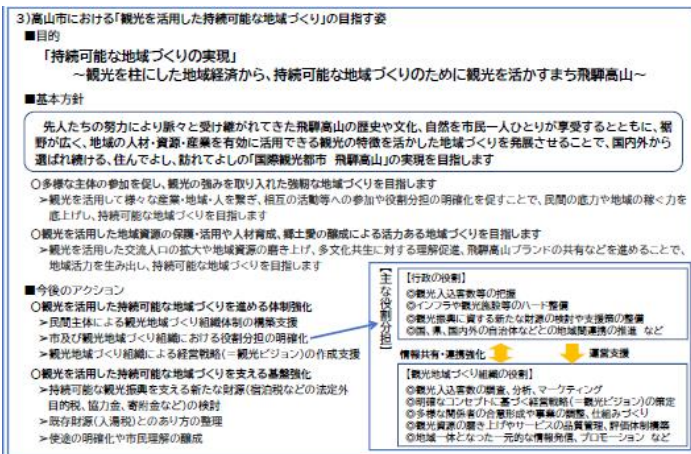 3)高山市における「観光を活用した持続可能な地域づくり」の目指す姿
■目的
「持続可能な地域づくりの実現」
～観光を柱にした地域経済から、持続可能な地域づくりのために観光を活かすまち飛騨高山～
■基本方針
先人たちの努力により脈々と受け継がれてきた飛騨高山の歴史や文化、自然を市民一人ひとりが享受するとともに、裾
野が広く、地域の人材・資源・産業を有効に活用できる観光の特徴を活かした地域づくりを発展させることで、国内外から
選ばれ続ける、住んでよし、訪れてよしの「国際観光都市 飛騨高山」の実現を目指します
○多様な主体の参加を促し、観光の強みを取り入れた強靭な地域づくりを目指します
➢観光を活用して様々な産業・地域・人を繋ぎ、相互の活動等への参加や役割分担の明確化を促すことで、民間の底力や地域の稼ぐ力を
底上げし、持続可能な地域づくりを目指します
○観光を活用した地域資源の保護・活用や人材育成、郷土愛の醸成による活力ある地域づくりを目指します
➢観光を活用した交流人口の拡大や地域資源の磨き上げ、多文化共生に対する理解促進、飛騨高山ブランドの共有などを進めることで、
地域活力を生み出し、持続可能な地域づくりを目指します
■今後のアクション
○観光を活用した持続可能な地域づくりを進める体制強化
➢民間主体による観光地域づくり組織体制の構築支援
➢市及び観光地域づくり組織における役割分担の明確化
➢観光地域づくり組織による経営戦略(=観光ビジョン)の作成支援
○観光を活用した持続可能な地域づくりを支える基盤強化
➢持続可能な観光振興を支える新たな財源(宿泊税などの法定外
目的税、協力金、寄附金など)の検討
➢既存財源(入湯税)とのあり方の整理
➢使途の明確化や市民理解の醸成
【主な役割分担】
【行政の役割】
◎観光入込客数等の把握
◎インフラや観光施設等のハード整備
◎観光振興に資する新たな財源の検討や支援策の整備
◎国、県、国内外の自治体などとの地域間連携の推進 など
情報共有・連携強化
運営支援
【観光地域づくり組織の役割】
◎観光入込客数の調査、分析、マーケティング
◎明確なコンセプトに基づく経営戦略(=観光ビジョン)の策定
◎多様な関係者の合意形成や事業の調整、仕組みづくり
◎観光資源の磨き上げやサービスの品質管理、評価体制構築
◎地域一体となった一元的な情報発信、プロモーション など